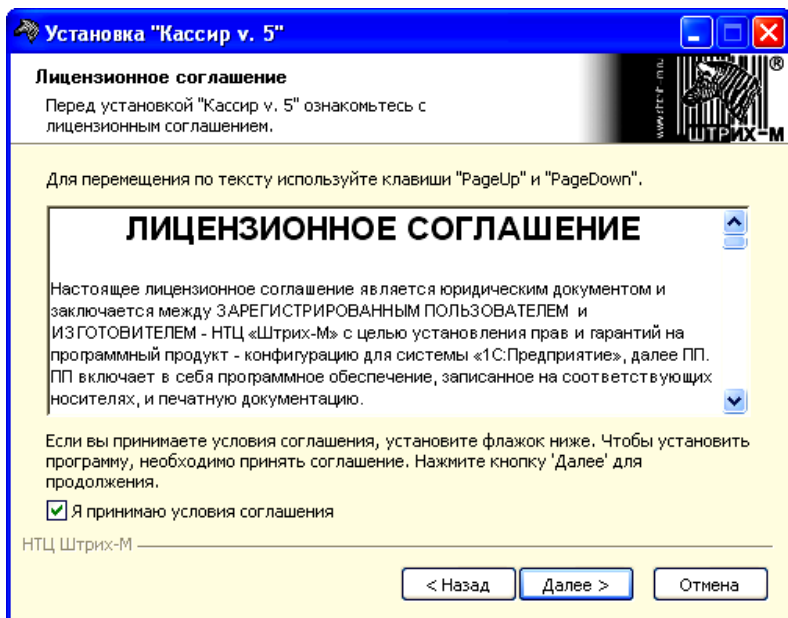 Установка "Кассир v. 5"
Лицензионное соглашение
Перед установкой "Кассир v. 5" ознакомьтесь с
лицензионным соглашением.
www.shtrih-m.ru
®
ШТРИХ-М
Для перемещения по тексту используйте клавиши "PageUp" и "PageDown".
ЛИЦЕНЗИОННОЕ СОГЛАШЕНИЕ
Настоящее лицензионное соглашение является юридическим документом и
заключается между ЗАРЕГИСТРИРОВАННЫМ ПОЛЬЗОВАТЕЛЕМ и
ИЗГОТОВИТЕЛЕМ - НТЦ «Штрих-М» с целью установления прав и гарантий на
программный продукт - конфигурацию для системы «1С:Предприятие», далее ПП.
ПП включает в себя программное обеспечение, записанное на соответствующих
носителях, и печатную документацию.
Если вы принимаете условия соглашения, установите флажок ниже. Чтобы установить
программу, необходимо принять соглашение. Нажмите кнопку 'Далее' для
продолжения.
Я принимаю условия соглашения
НТЦ Штрих-М
< Назад Далее > Отмена